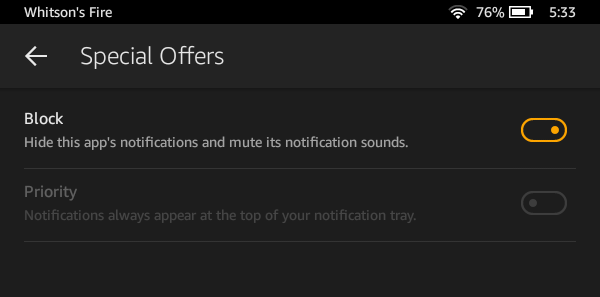 Whitson's Fire 76% 5:33
Special Offers
Block
Hide this app's notifications and mute its notification sounds.
Priority
Notifications always appear at the top of your notification tray.